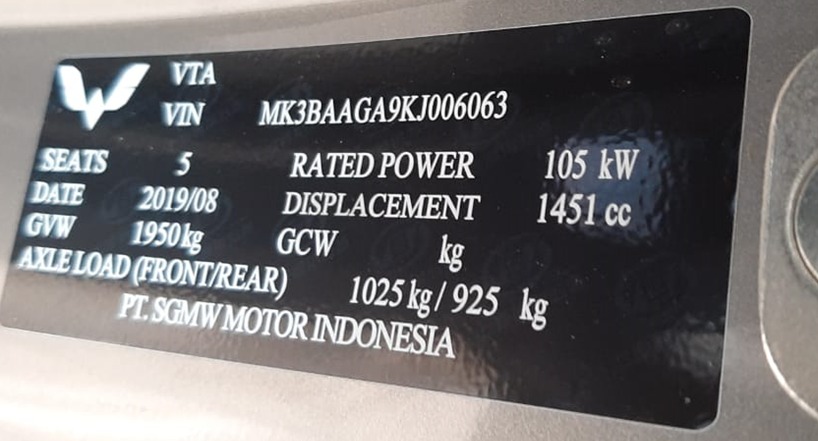 VTA
VIN MK3BAAGA9KJ006063
SEATS 5 RATED POWER 105 kW
DATE 2019/08 DISPLACEMENT 1451 cc
GVW 1950kg GCW kg
AXLE LOAD (FRONT/REAR) 1025 kg / 925 kg
PT. SGMW MOTOR INDONESIA